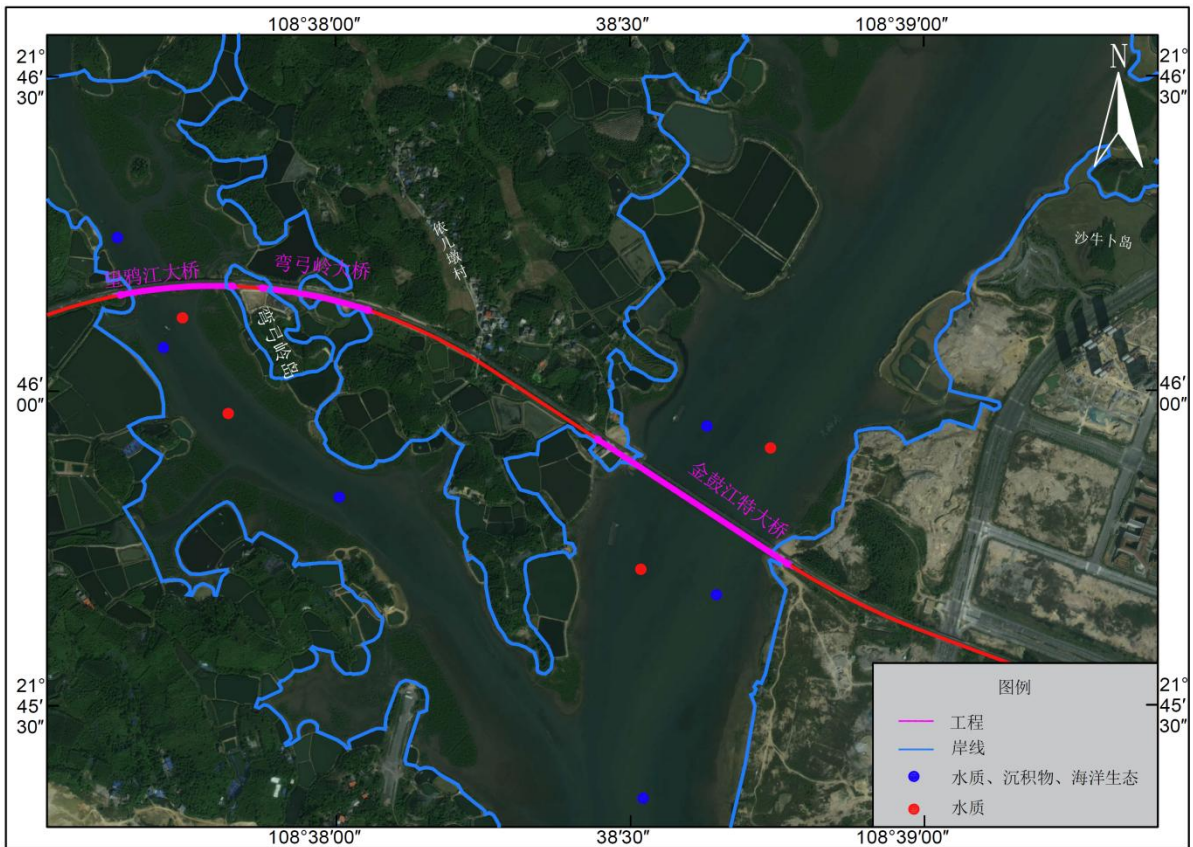 108°38′00″
38′30″
108°39′00″
21°
46′
30″
21°
46′
30″
N
沙牛卜岛
依儿墩村
鸦江大桥
弯弓岭大桥
弯弓岭岛
46′
00″
46′
00″
金鼓江特大桥
21°
45′
30″
21°
45′
30″
图例
工程
岸线
水质、沉积物、海洋生态
水质
108°38′00″
38′30″
108°39′00″